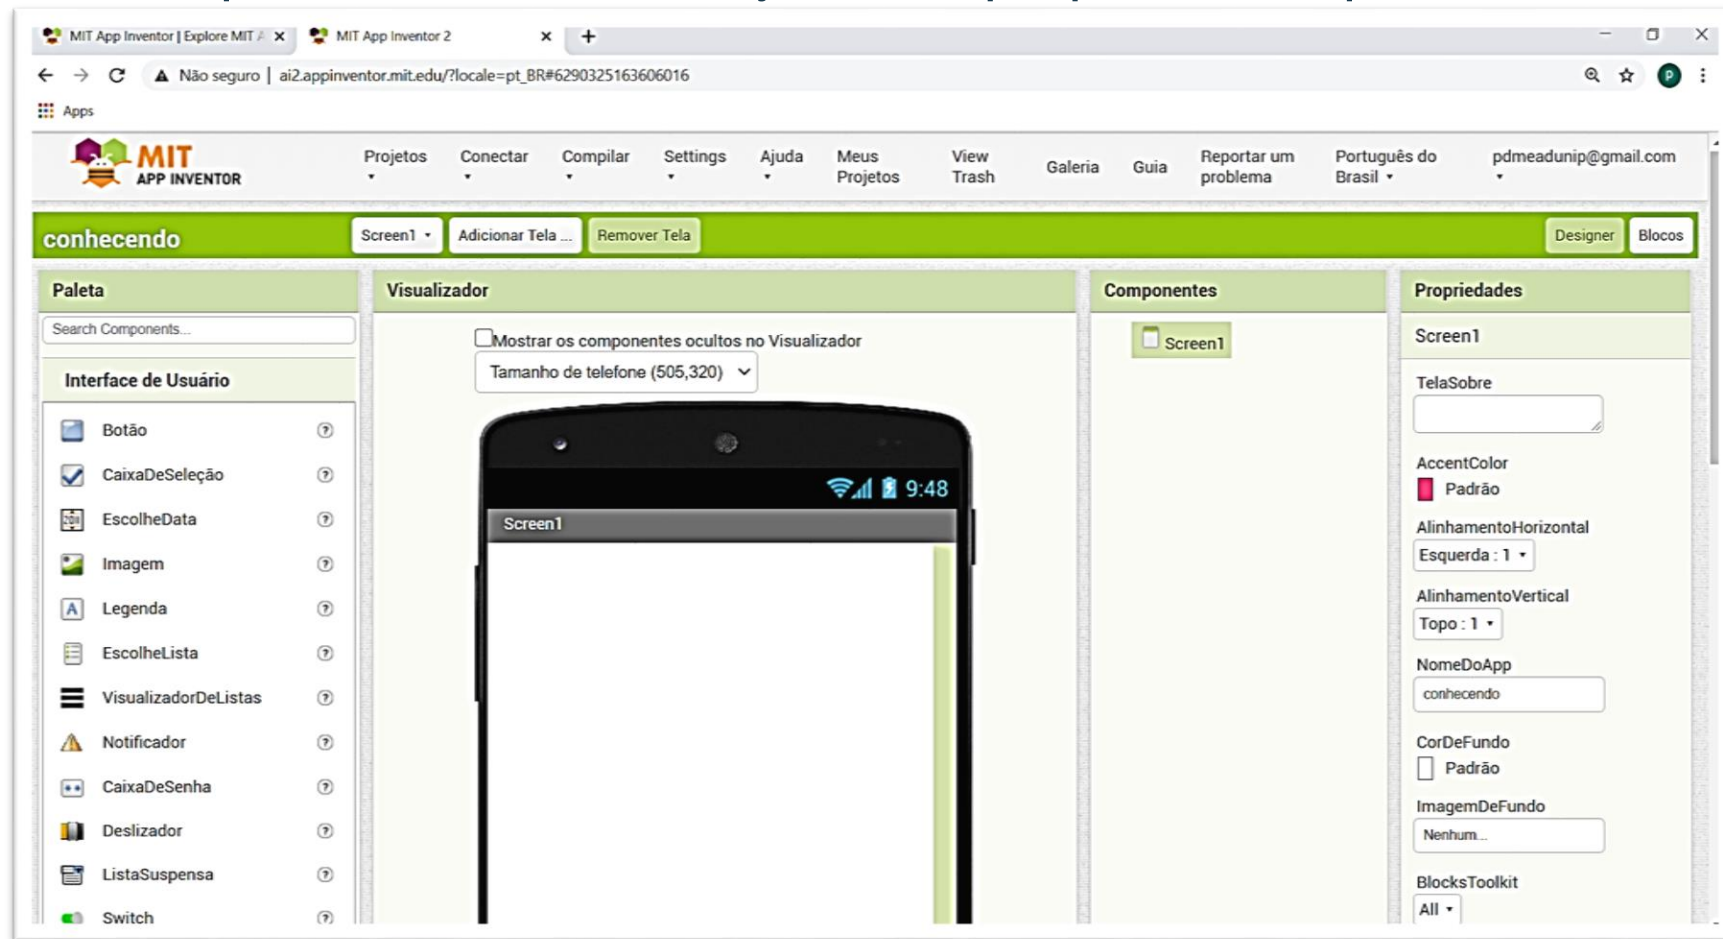 MIT App Inventor | Explore MIT A
MIT App Inventor 2
Não seguro | ai2.appinventor.mit.edu/?locale=pt_BR#6290325163606016
P
Apps
MIT
APP INVENTOR
Projetos
Conectar
Compilar
Settings
Ajuda
Meus
Projetos
View
Trash
Galeria
Guia
Reportar um
problema
Português do
Brasil
pdmeadunip@gmail.com
conhecendo
Screen1
Adicionar Tela ...
Remover Tela
Designer
Blocos
Paleta
Search Components...
Interface de Usuário
Botão
CaixaDeSeleção
EscolheData
Imagem
Legenda
EscolheLista
VisualizadorDeListas
Notificador
CaixaDeSenha
Deslizador
ListaSuspensa
Switch
Visualizador
Mostrar os componentes ocultos no Visualizador
Tamanho de telefone (505,320)
9:48
Screen1
Componentes
Screen1
Propriedades
Screen1
TelaSobre
AccentColor
Padrão
AlinhamentoHorizontal
Esquerda : 1
AlinhamentoVertical
Topo : 1
NomeDoApp
conhecendo
CorDeFundo
Padrão
ImagemDeFundo
Nenhum...
BlocksToolkit
All